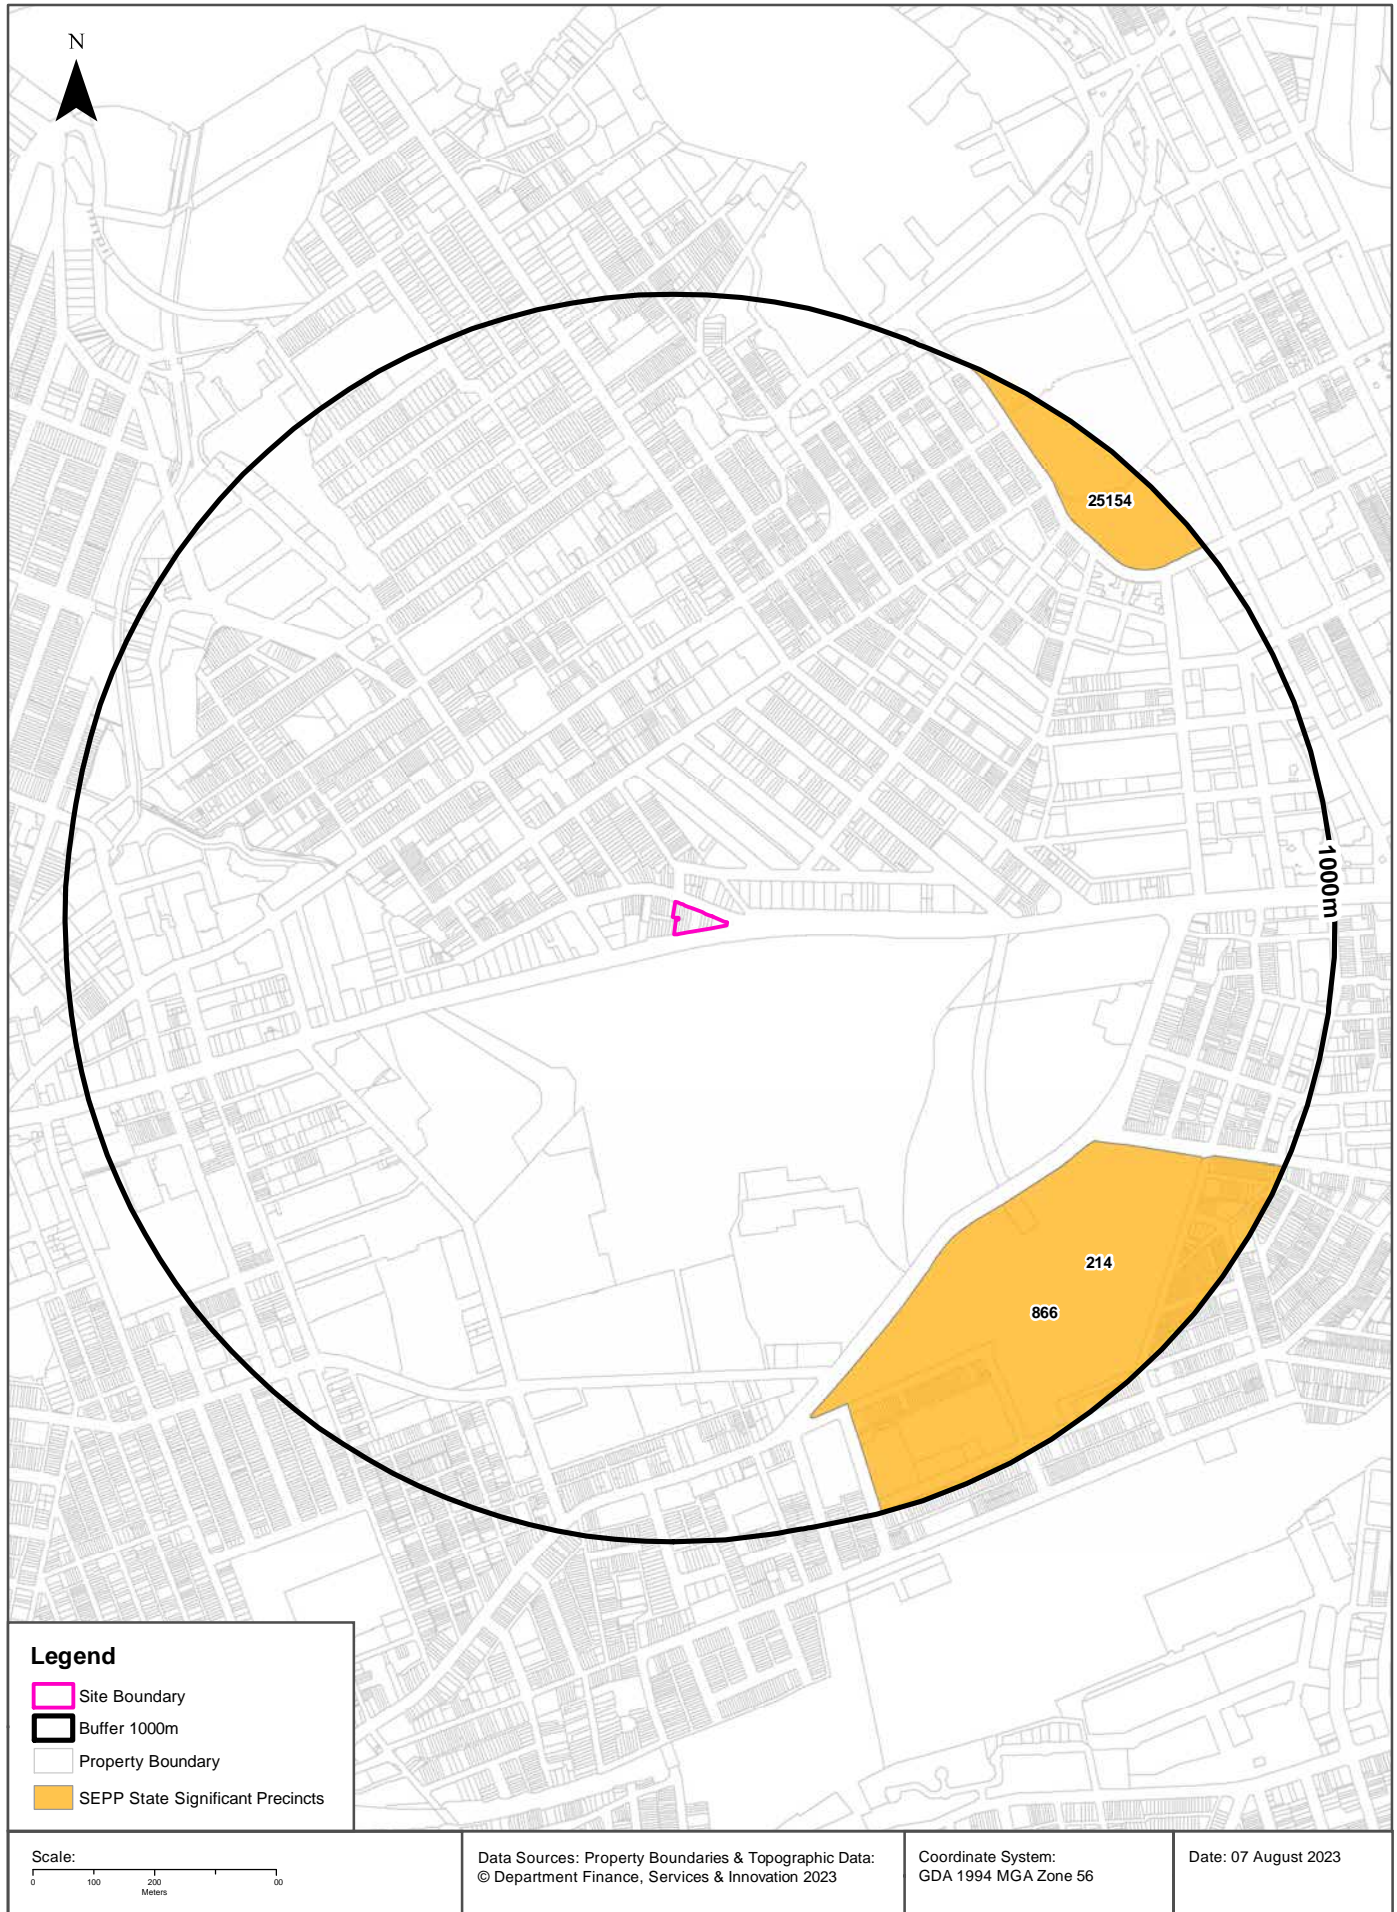 N
25154
1000m
214
866
Legend
Site Boundary
Buffer 1000m
Property Boundary
SEPP State Significant Precincts
Scale:
0 100 200 00
Meters
Data Sources: Property Boundaries & Topographic Data:
© Department Finance, Services & Innovation 2023
Coordinate System:
GDA 1994 MGA Zone 56
Date: 07 August 2023